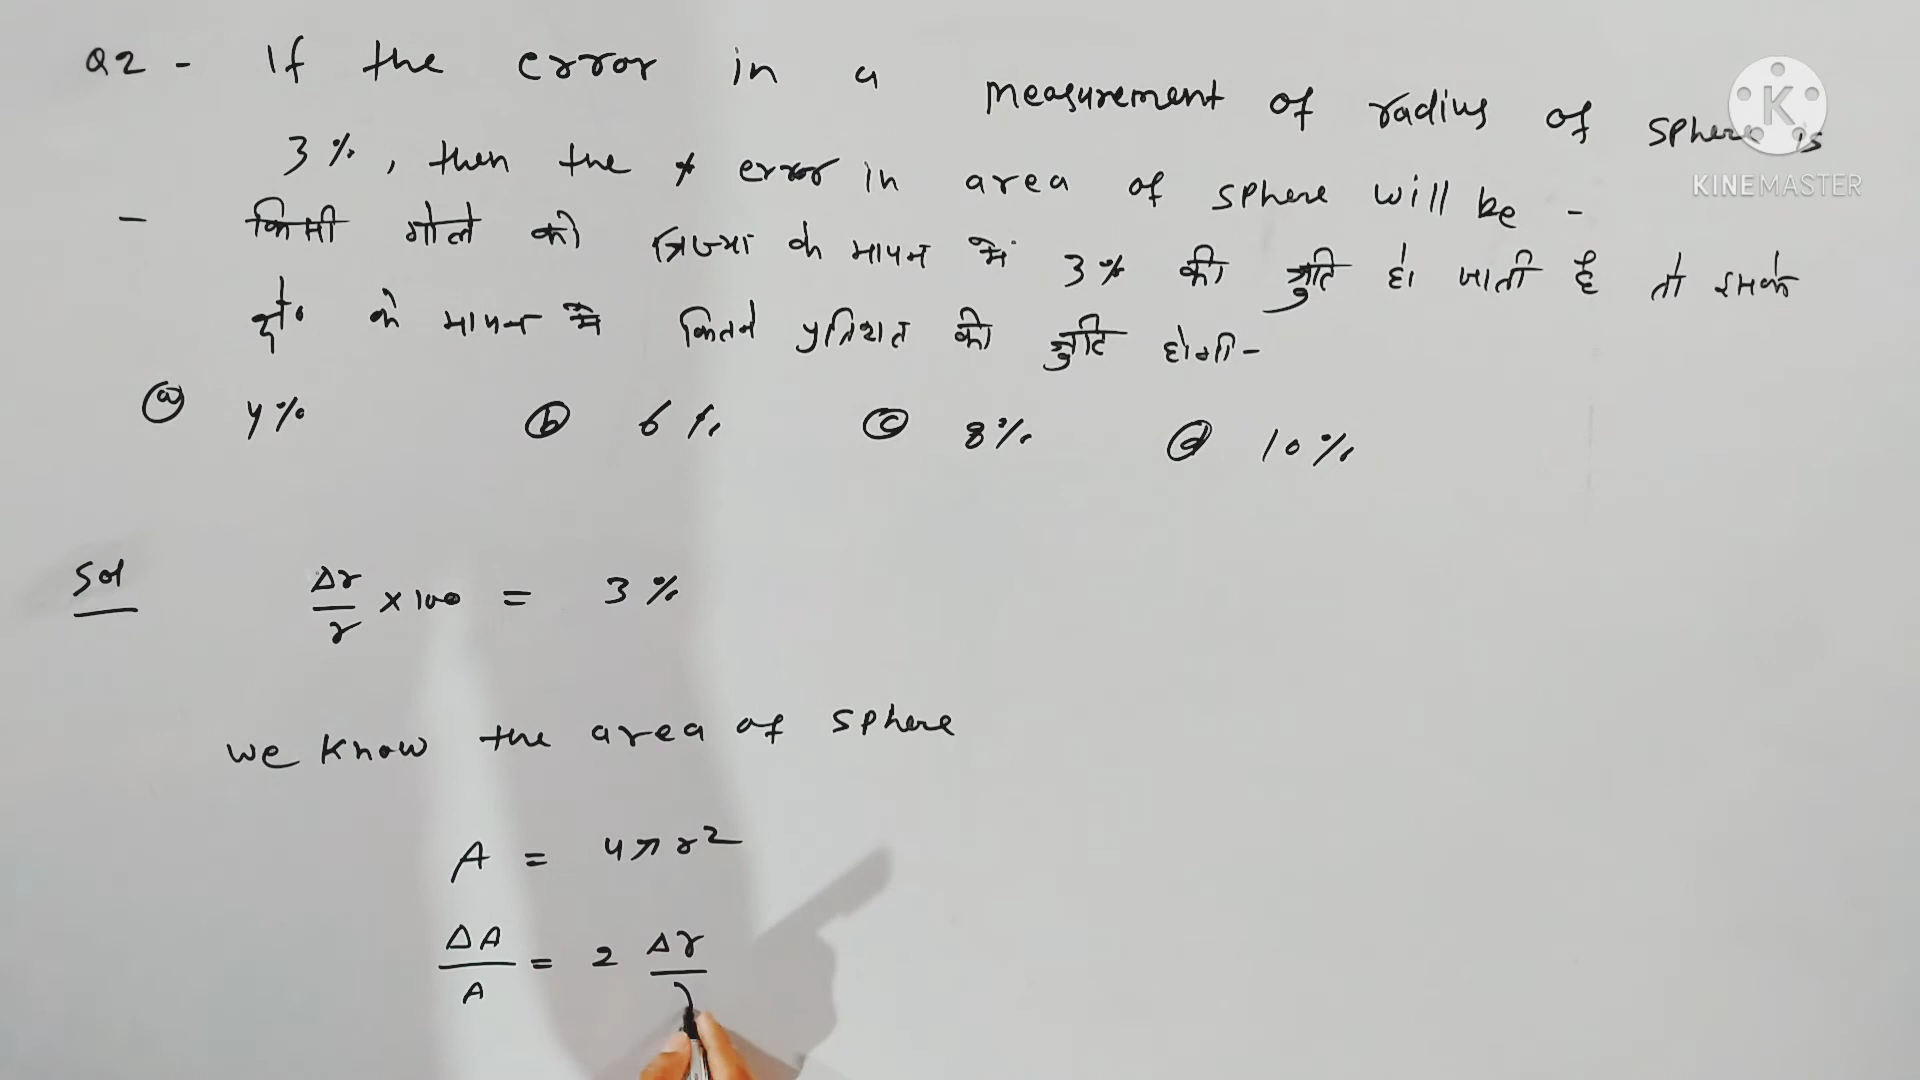 Q2 - If the error in a measurement of radius of sphere is
3%, then the error in area of sphere will be -
- किसी गोले की त्रिज्या के मापन में 3% की त्रुटि हो जाती है तो इसके
क्षे० के मापन में कितने प्रतिशत की त्रुटि होगी-
(a) 4% (b) 6% (c) 8% (d) 10%
Sol Δr/r × 100 = 3%
We know the area of sphere
A = 4πr²
ΔA/A = 2 Δr/
KINEMASTER